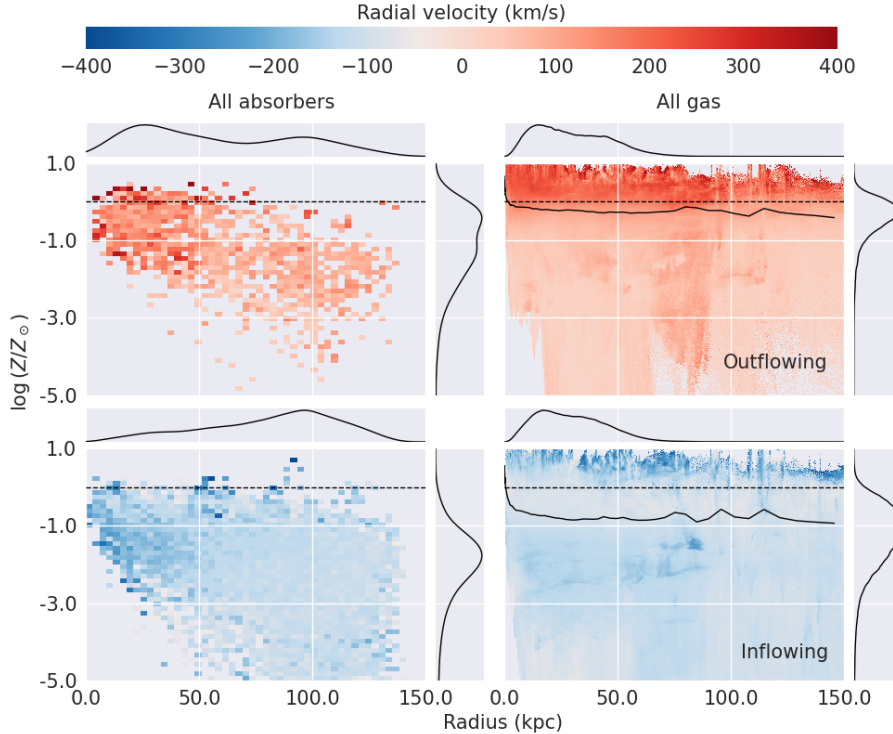 Radial velocity (km/s)
−400 −300 −200 −100 0 100 200 300 400
All absorbers All gas
1.0
-1.0
-3.0
-5.0
Outflowing
log (Z/Z⊙)
1.0
-1.0
-3.0
-5.0
Inflowing
0.0 50.0 100.0 150.0 0.0 50.0 100.0 150.0
Radius (kpc)